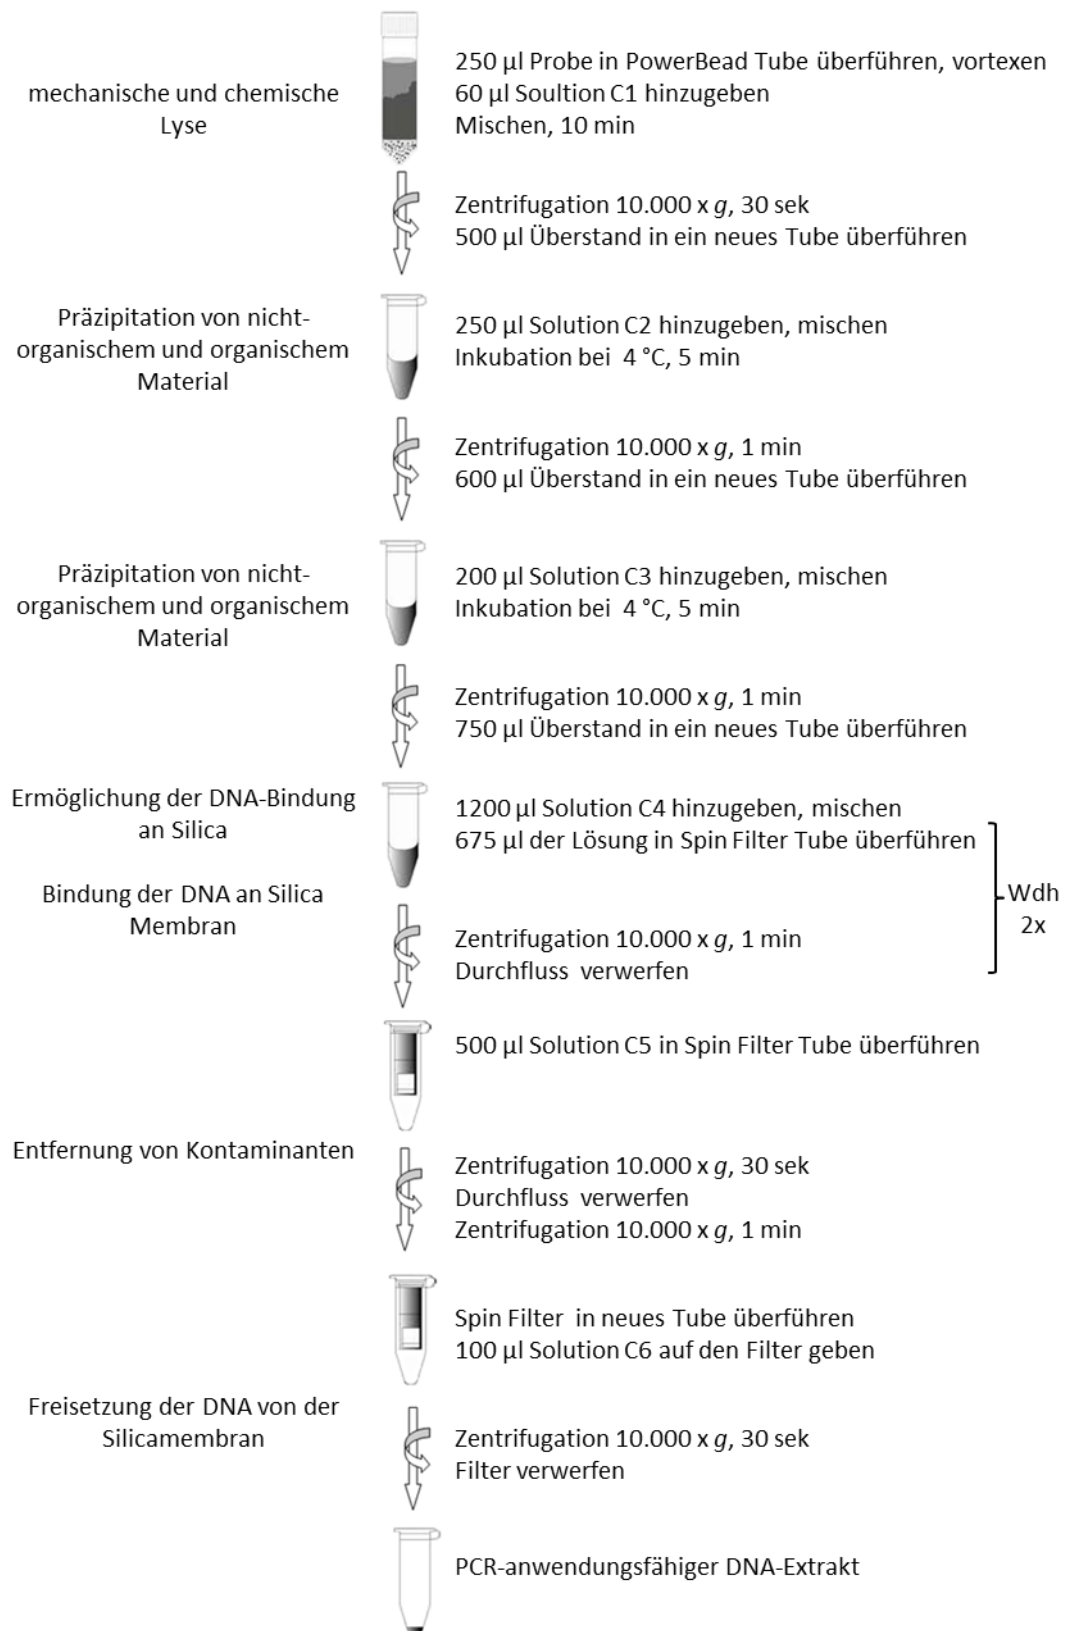 mechanische und chemische
Lyse
250 µl Probe in PowerBead Tube überführen, vortexen
60 µl Soultion C1 hinzugeben
Mischen, 10 min
Zentrifugation 10.000 x g, 30 sek
500 µl Überstand in ein neues Tube überführen
Präzipitation von nicht-
organischem und organischem
Material
250 µl Solution C2 hinzugeben, mischen
Inkubation bei 4 °C, 5 min
Zentrifugation 10.000 x g, 1 min
600 µl Überstand in ein neues Tube überführen
Präzipitation von nicht-
organischem und organischem
Material
200 µl Solution C3 hinzugeben, mischen
Inkubation bei 4 °C, 5 min
Zentrifugation 10.000 x g, 1 min
750 µl Überstand in ein neues Tube überführen
Ermöglichung der DNA-Bindung
an Silica
1200 µl Solution C4 hinzugeben, mischen
675 µl der Lösung in Spin Filter Tube überführen
Bindung der DNA an Silica
Membran
Zentrifugation 10.000 x g, 1 min
Durchfluss verwerfen
Wdh
2x
500 µl Solution C5 in Spin Filter Tube überführen
Entfernung von Kontaminanten
Zentrifugation 10.000 x g, 30 sek
Durchfluss verwerfen
Zentrifugation 10.000 x g, 1 min
Spin Filter in neues Tube überführen
100 µl Solution C6 auf den Filter geben
Freisetzung der DNA von der
Silicamembran
Zentrifugation 10.000 x g, 30 sek
Filter verwerfen
PCR-anwendungsfähiger DNA-Extrakt